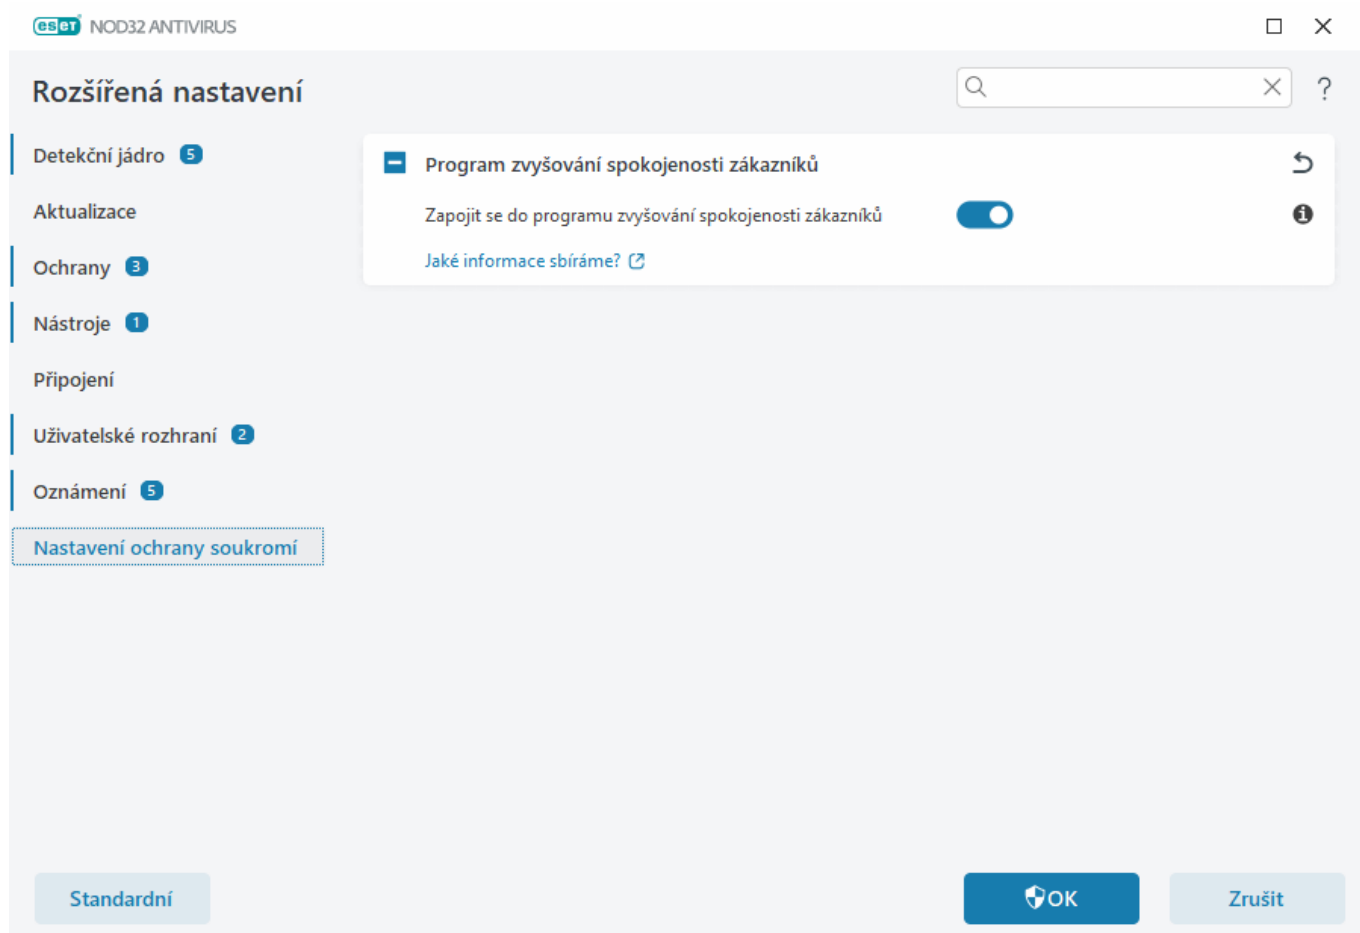 eset NOD32 ANTIVIRUS
Rozšířená nastavení
?
Detekční jádro 5
Aktualizace
Ochrany 3
Nástroje 1
Připojení
Uživatelské rozhraní 2
Oznámení 5
Nastavení ochrany soukromí
Program zvyšování spokojenosti zákazníků
Zapojit se do programu zvyšování spokojenosti zákazníků
Jaké informace sbíráme?
Standardní
OK
Zrušit